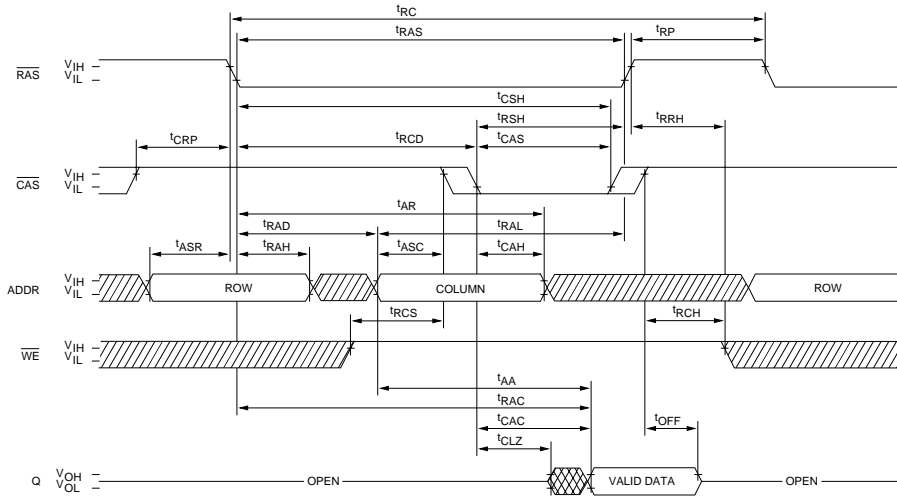 tRC
tRAS tRP
RAS VIH
VIL
tCSH
tRSH tRRH
tCRP tRCD tCAS
CAS VIH
VIL
tAR
tRAD tRAL
tASR tRAH tASC tCAH
ADDR VIH
VIL
ROW COLUMN ROW
tRCS tRCH
WE VIH
VIL
tAA
tRAC
tCAC tOFF
tCLZ
Q VOH
VOL
OPEN VALID DATA OPEN